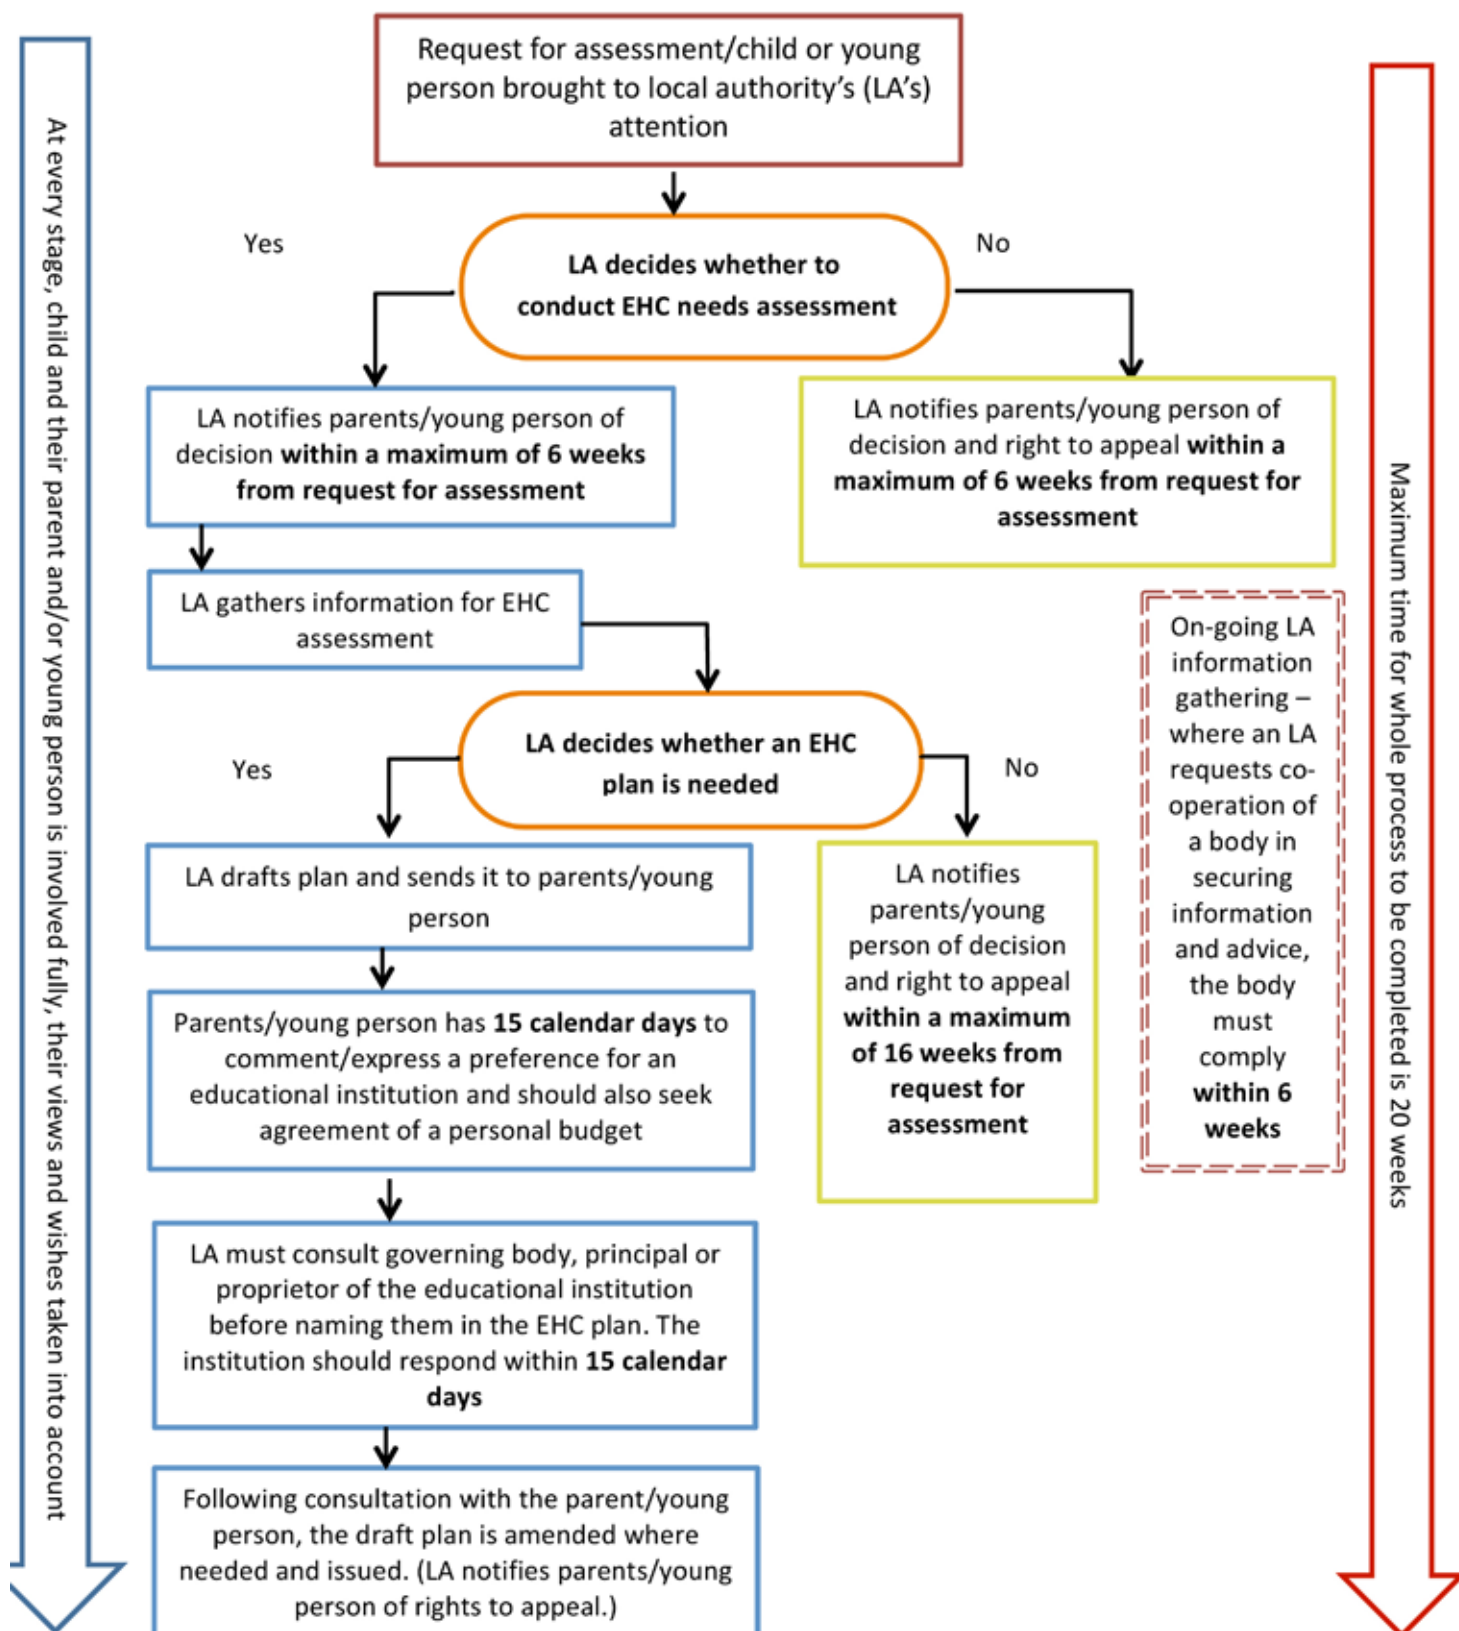 Request for assessment/child or young
person brought to local authority's (LA's)
attention
Yes
No
LA decides whether to
conduct EHC needs assessment
LA notifies parents/young person of
decision within a maximum of 6 weeks
from request for assessment
LA notifies parents/young person of
decision and right to appeal within a
maximum of 6 weeks from request for
assessment
LA gathers information for EHC
assessment
LA decides whether an EHC
plan is needed
Yes
No
LA drafts plan and sends it to parents/young
person
LA notifies
parents/young
person of decision
and right to appeal
within a maximum
of 16 weeks from
request for
assessment
On-going LA
information
gathering –
where an LA
requests co-
operation of
a body in
securing
information
and advice,
the body
must
comply
within 6
weeks
Parents/young person has 15 calendar days to
comment/express a preference for an
educational institution and should also seek
agreement of a personal budget
LA must consult governing body, principal or
proprietor of the educational institution
before naming them in the EHC plan. The
institution should respond within 15 calendar
days
Following consultation with the parent/young
person, the draft plan is amended where
needed and issued. (LA notifies parents/young
person of rights to appeal.)
At every stage, child and their parent and/or young person is involved fully, their views and wishes taken into account
Maximum time for whole process to be completed is 20 weeks